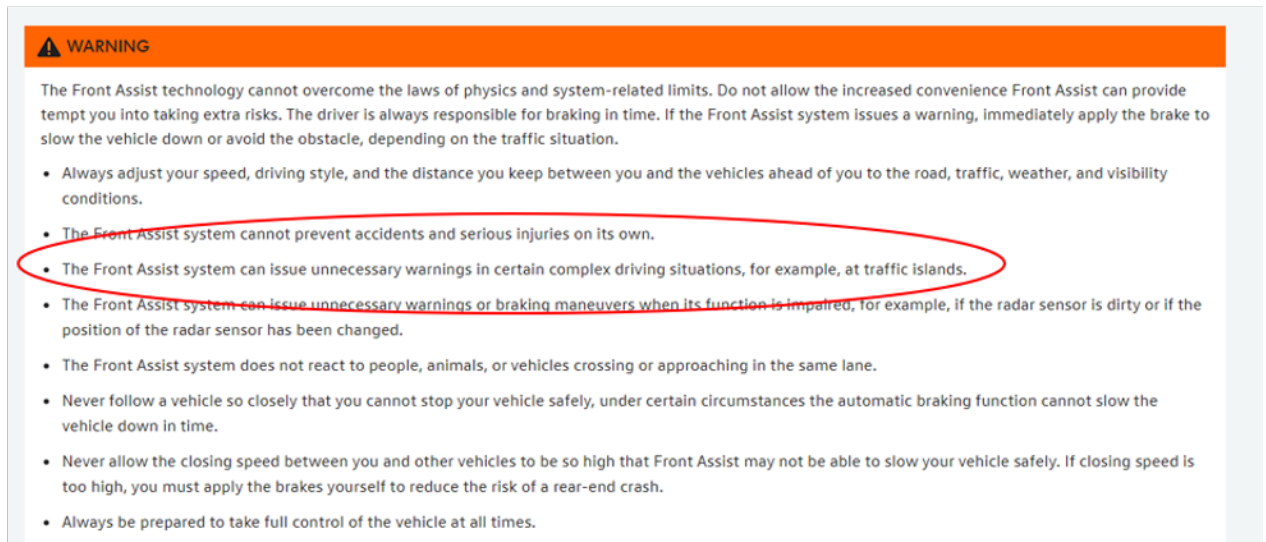 WARNING
The Front Assist technology cannot overcome the laws of physics and system-related limits. Do not allow the increased convenience Front Assist can provide
tempt you into taking extra risks. The driver is always responsible for braking in time. If the Front Assist system issues a warning, immediately apply the brake to
slow the vehicle down or avoid the obstacle, depending on the traffic situation.
• Always adjust your speed, driving style, and the distance you keep between you and the vehicles ahead of you to the road, traffic, weather, and visibility
conditions.
• The Front Assist system cannot prevent accidents and serious injuries on its own.
• The Front Assist system can issue unnecessary warnings in certain complex driving situations, for example, at traffic islands.
• The Front Assist system can issue unnecessary warnings or braking maneuvers when its function is impaired, for example, if the radar sensor is dirty or if the
position of the radar sensor has been changed.
• The Front Assist system does not react to people, animals, or vehicles crossing or approaching in the same lane.
• Never follow a vehicle so closely that you cannot stop your vehicle safely, under certain circumstances the automatic braking function cannot slow the
vehicle down in time.
• Never allow the closing speed between you and other vehicles to be so high that Front Assist may not be able to slow your vehicle safely. If closing speed is
too high, you must apply the brakes yourself to reduce the risk of a rear-end crash.
• Always be prepared to take full control of the vehicle at all times.